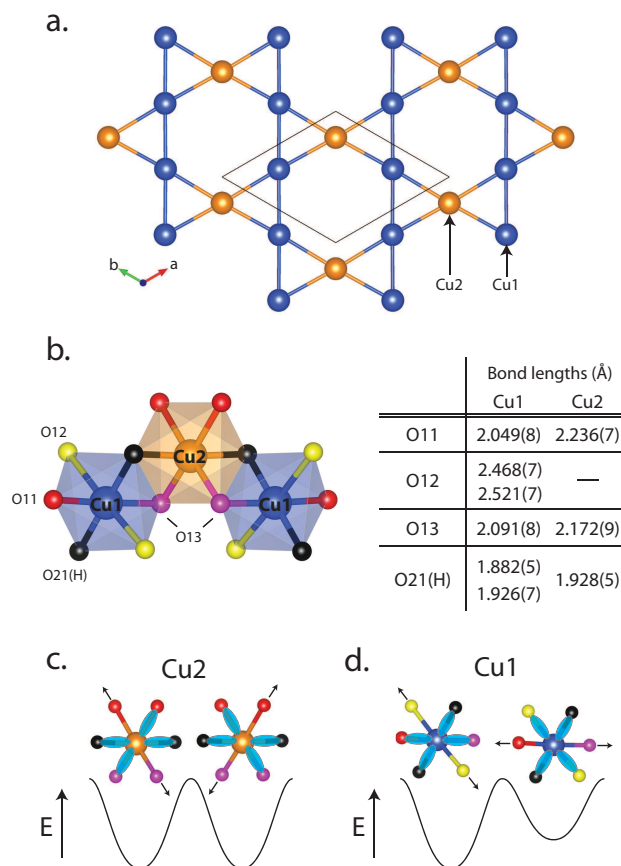 a.
b
a
Cu2
Cu1
b.
O12
Cu2
O11
Cu1
Cu1
O13
O21(H)
Bond lengths (Å)
Cu1 Cu2
O11 2.049(8) 2.236(7)
O12 2.468(7) —
2.521(7)
O13 2.091(8) 2.172(9)
O21(H) 1.882(5) 1.928(5)
1.926(7)
c.
Cu2
E
d.
Cu1
E